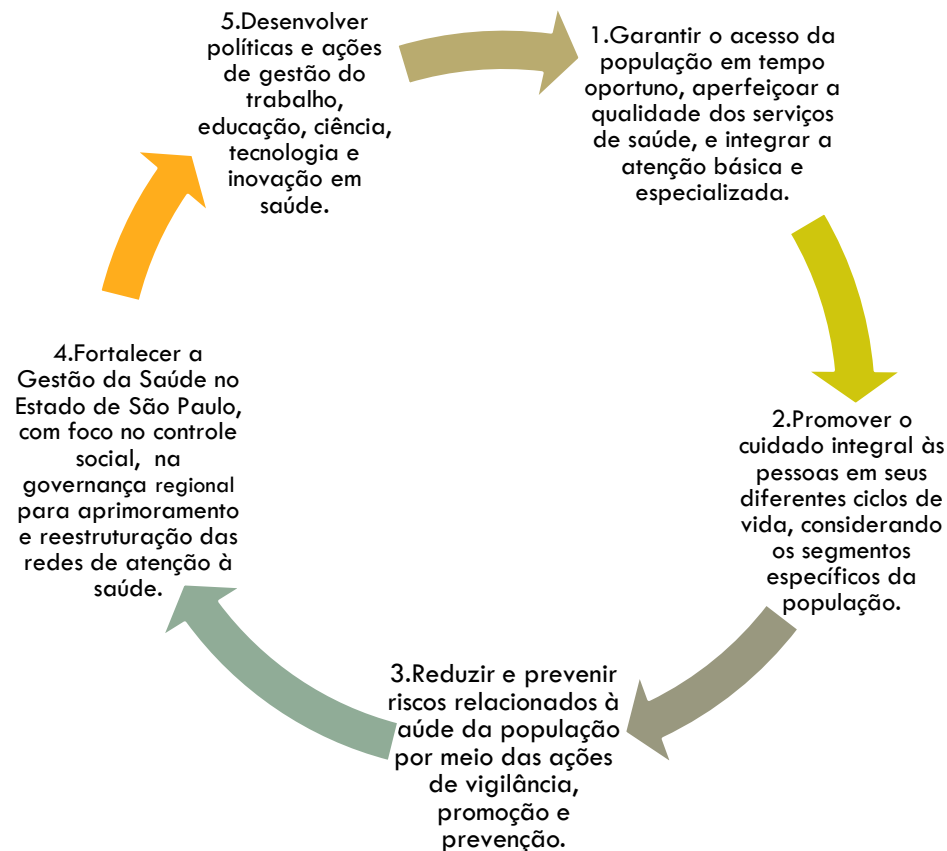 1.Garantir o acesso da
população em tempo
oportuno, aperfeiçoar a
qualidade dos serviços
de saúde, e integrar a
atenção básica e
especializada.
2.Promover o
cuidado integral às
pessoas em seus
diferentes ciclos de
vida, considerando
os segmentos
específicos da
população.
3.Reduzir e prevenir
riscos relacionados à
aúde da população
por meio das ações
de vigilância,
promoção e
prevenção.
4.Fortalecer a
Gestão da Saúde no
Estado de São Paulo,
com foco no controle
social, na
governança regional
para aprimoramento
e reestruturação das
redes de atenção à
saúde.
5.Desenvolver
políticas e ações
de gestão do
trabalho,
educação, ciência,
tecnologia e
inovação em
saúde.